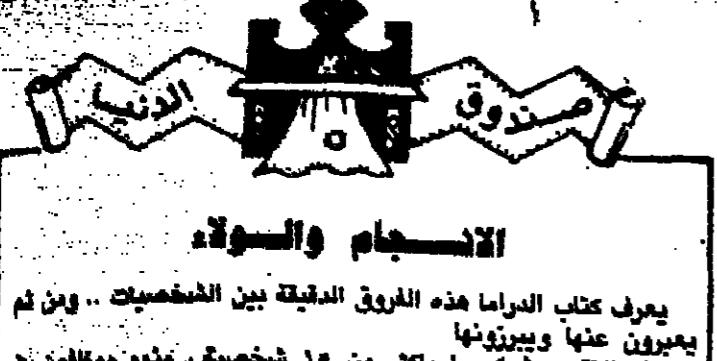 صندوق الدنيا
الانسجام والولاء
يعرف كتاب الدراما هذه الفروق الدقيقة بين الشخصيات .. ومن ثم
يعبرون عنها ويبرزونها